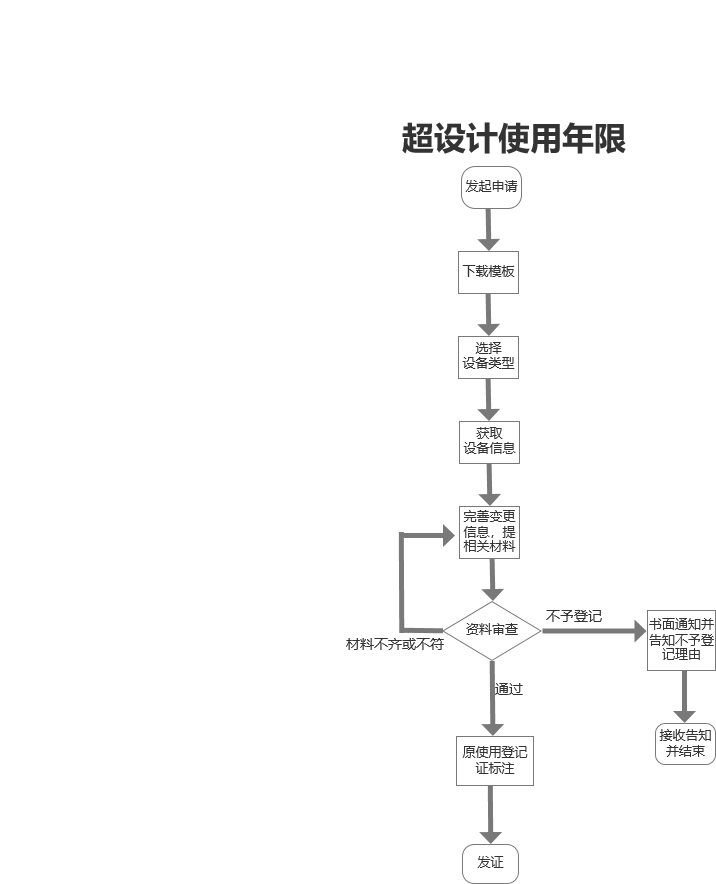 超设计使用年限
发起申请
下载模板
选择
设备类型
获取
设备信息
完善变更
信息，提
相关材料
资料审查
不予登记
书面通知并
告知不予登
记理由
材料不齐或不符
通过
接收告知
并结束
原使用登记
证标注
发证